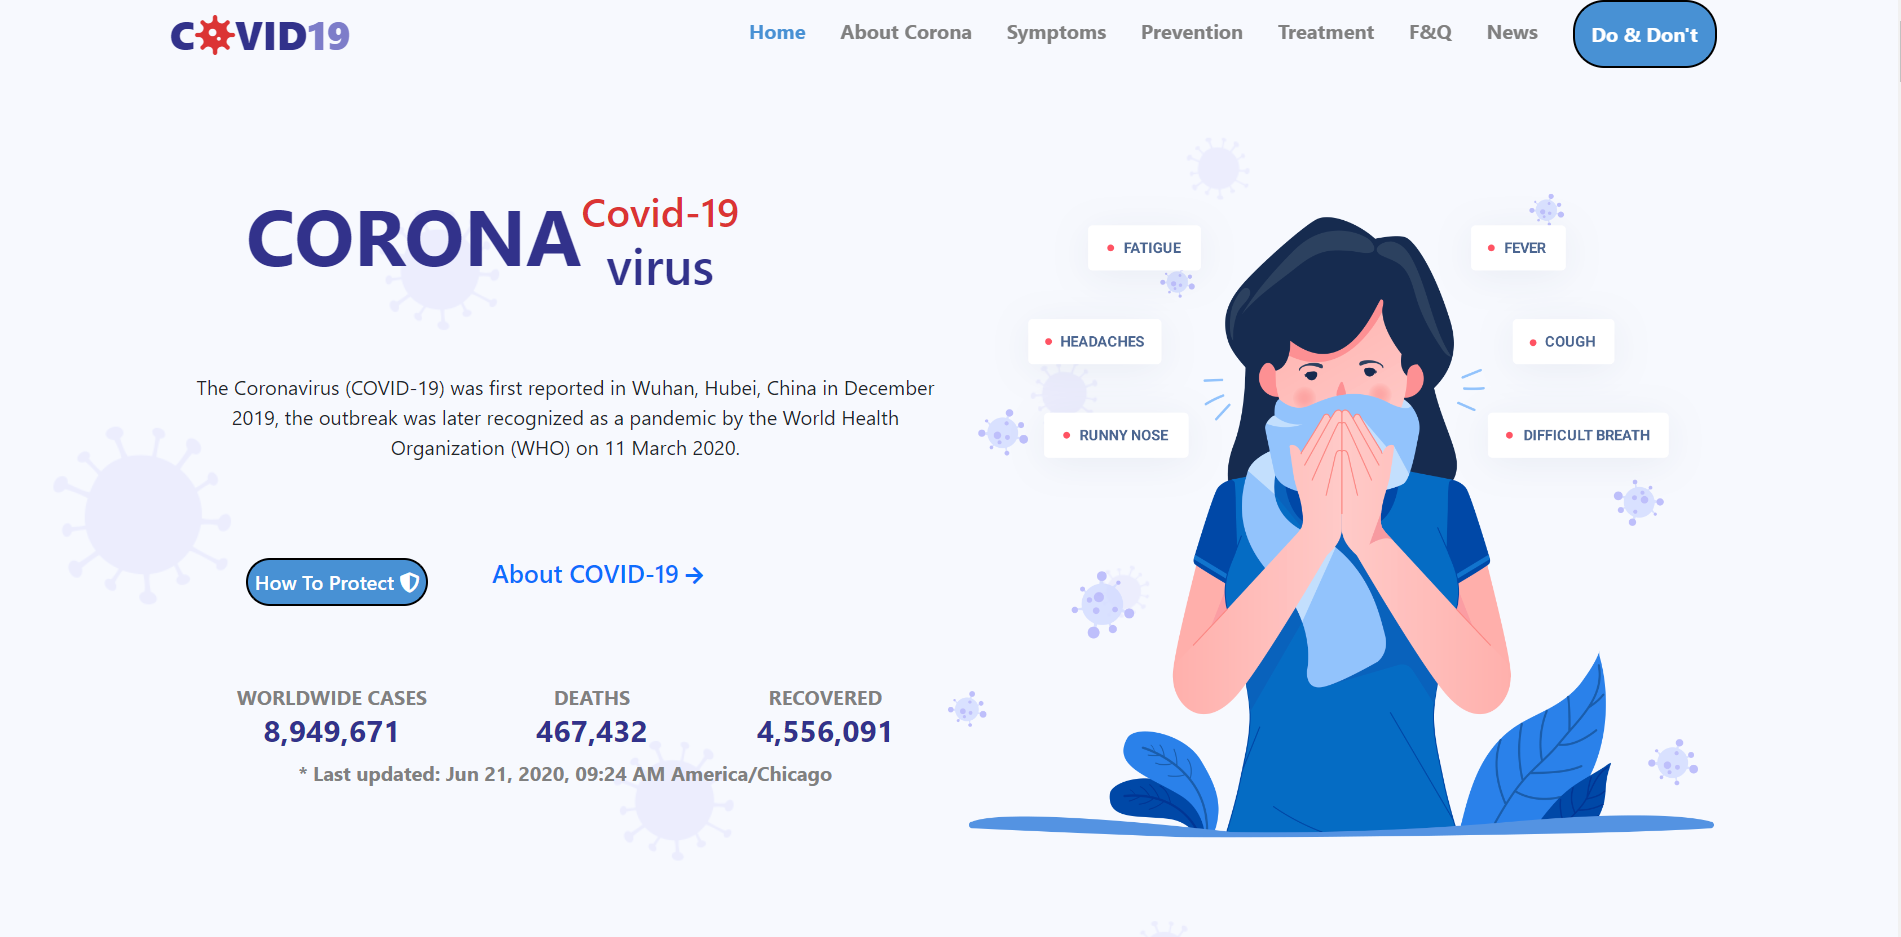 COVID19
Home About Corona Symptoms Prevention Treatment F&Q News Do & Don't
CORONA Covid-19
virus
The Coronavirus (COVID-19) was first reported in Wuhan, Hubei, China in December
2019, the outbreak was later recognized as a pandemic by the World Health
Organization (WHO) on 11 March 2020.
How To Protect
About COVID-19
WORLDWIDE CASES
8,949,671
DEATHS
467,432
RECOVERED
4,556,091
* Last updated: Jun 21, 2020, 09:24 AM America/Chicago
FATIGUE
HEADACHES
RUNNY NOSE
FEVER
COUGH
DIFFICULT BREATH